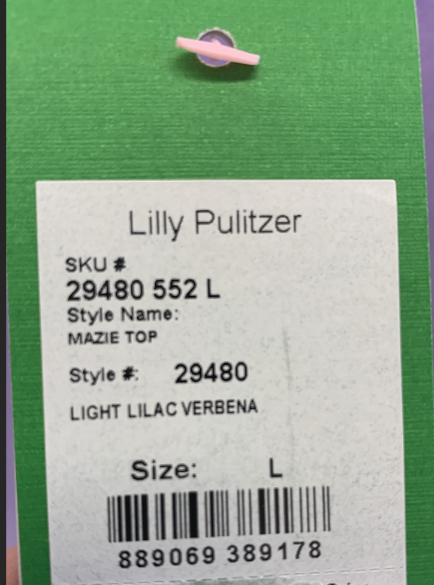 Lilly Pulitzer
SKU #
29480 552 L
Style Name:
MAZIE TOP
Style #: 29480
LIGHT LILAC VERBENA
Size: L
889069 389178